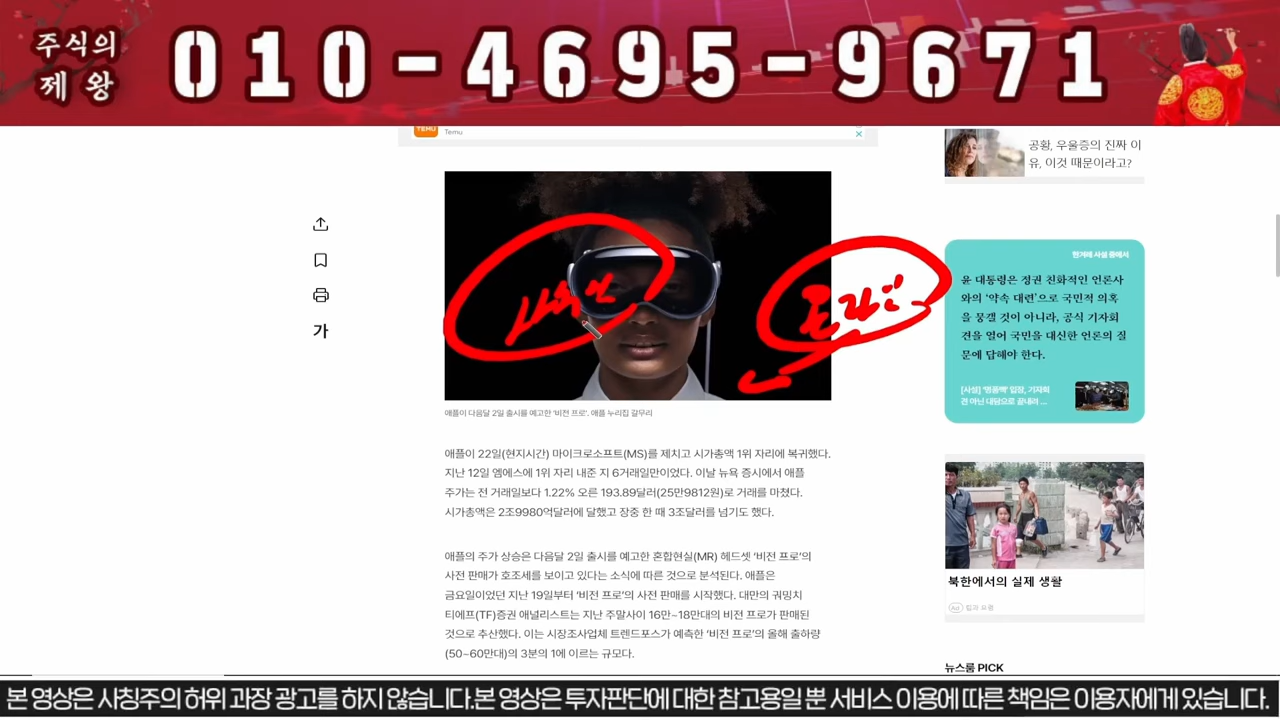 주식의
제왕
010-4695-9671
TEMU
Temu
공황, 우울증의 진짜 이
유, 이것 때문이라고?
가
애플이 다음달 2일 출시를 예고한 '비전 프로'. 애플 누리집 갈무리
애플이 22일(현지시간) 마이크로소프트(MS)를 제치고 시가총액 1위 자리에 복귀했다.
지난 12일 엠에스에 1위 자리 내준 지 6거래일만이었다. 이날 뉴욕 증시에서 애플
주가는 전 거래일보다 1.22% 오른 193.89달러(25만9812원)로 거래를 마쳤다.
시가총액은 2조9980억달러에 달했고 장중 한 때 3조달러를 넘기도 했다.
애플의 주가 상승은 다음달 2일 출시를 예고한 혼합현실(MR) 헤드셋 '비전 프로'의
사전 판매가 호조세를 보이고 있다는 소식에 따른 것으로 분석된다. 애플은
금요일이었던 지난 19일부터 '비전 프로'의 사전 판매를 시작했다. 대만의 궈밍치
티에프(TF)증권 애널리스트는 지난 주말사이 16만~18만대의 비전 프로가 판매된
것으로 추산했다. 이는 시장조사업체 트렌드포스가 예측한 '비전 프로'의 올해 출하량
(50~60만대)의 3분의 1에 이르는 규모다.
한겨레 사설 중에서
윤 대통령은 정권 친화적인 언론사
와의 '약속 대련'으로 국민적 의혹
을 뭉갤 것이 아니라, 공식 기자회
견을 열어 국민을 대신한 언론의 질
문에 답해야 한다.
[사설] '명품백' 입장, 기자회
견 아닌 대담으로 끝내려 ...
북한에서의 실제 생활
Ad
뉴스룸 PICK
본 영상은 사칭주의 허위 과장 광고를 하지 않습니다.본 영상은 투자판단에 대한 참고용일 뿐 서비스 이용에 따른 책임은 이용자에게 있습니다.